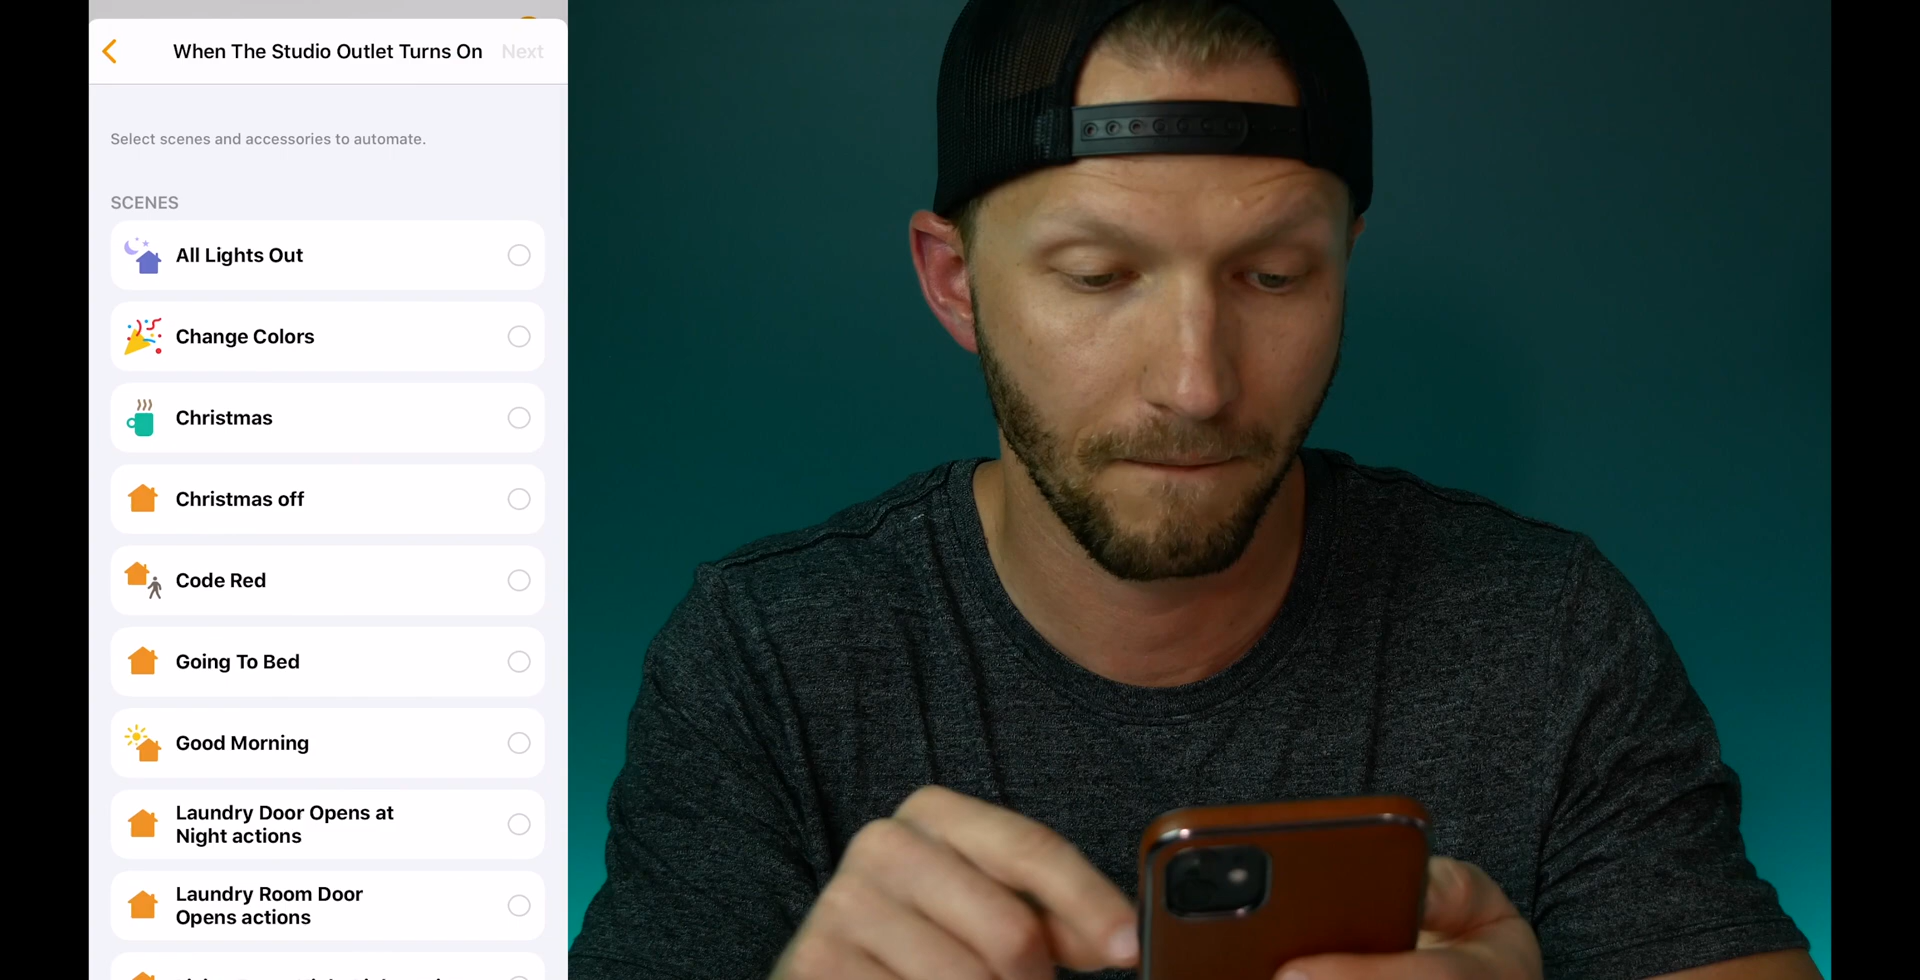 When The Studio Outlet Turns On Next
Select scenes and accessories to automate.
SCENES
All Lights Out
Change Colors
Christmas
Christmas off
Code Red
Going To Bed
Good Morning
Laundry Door Opens at
Night actions
Laundry Room Door
Opens actions